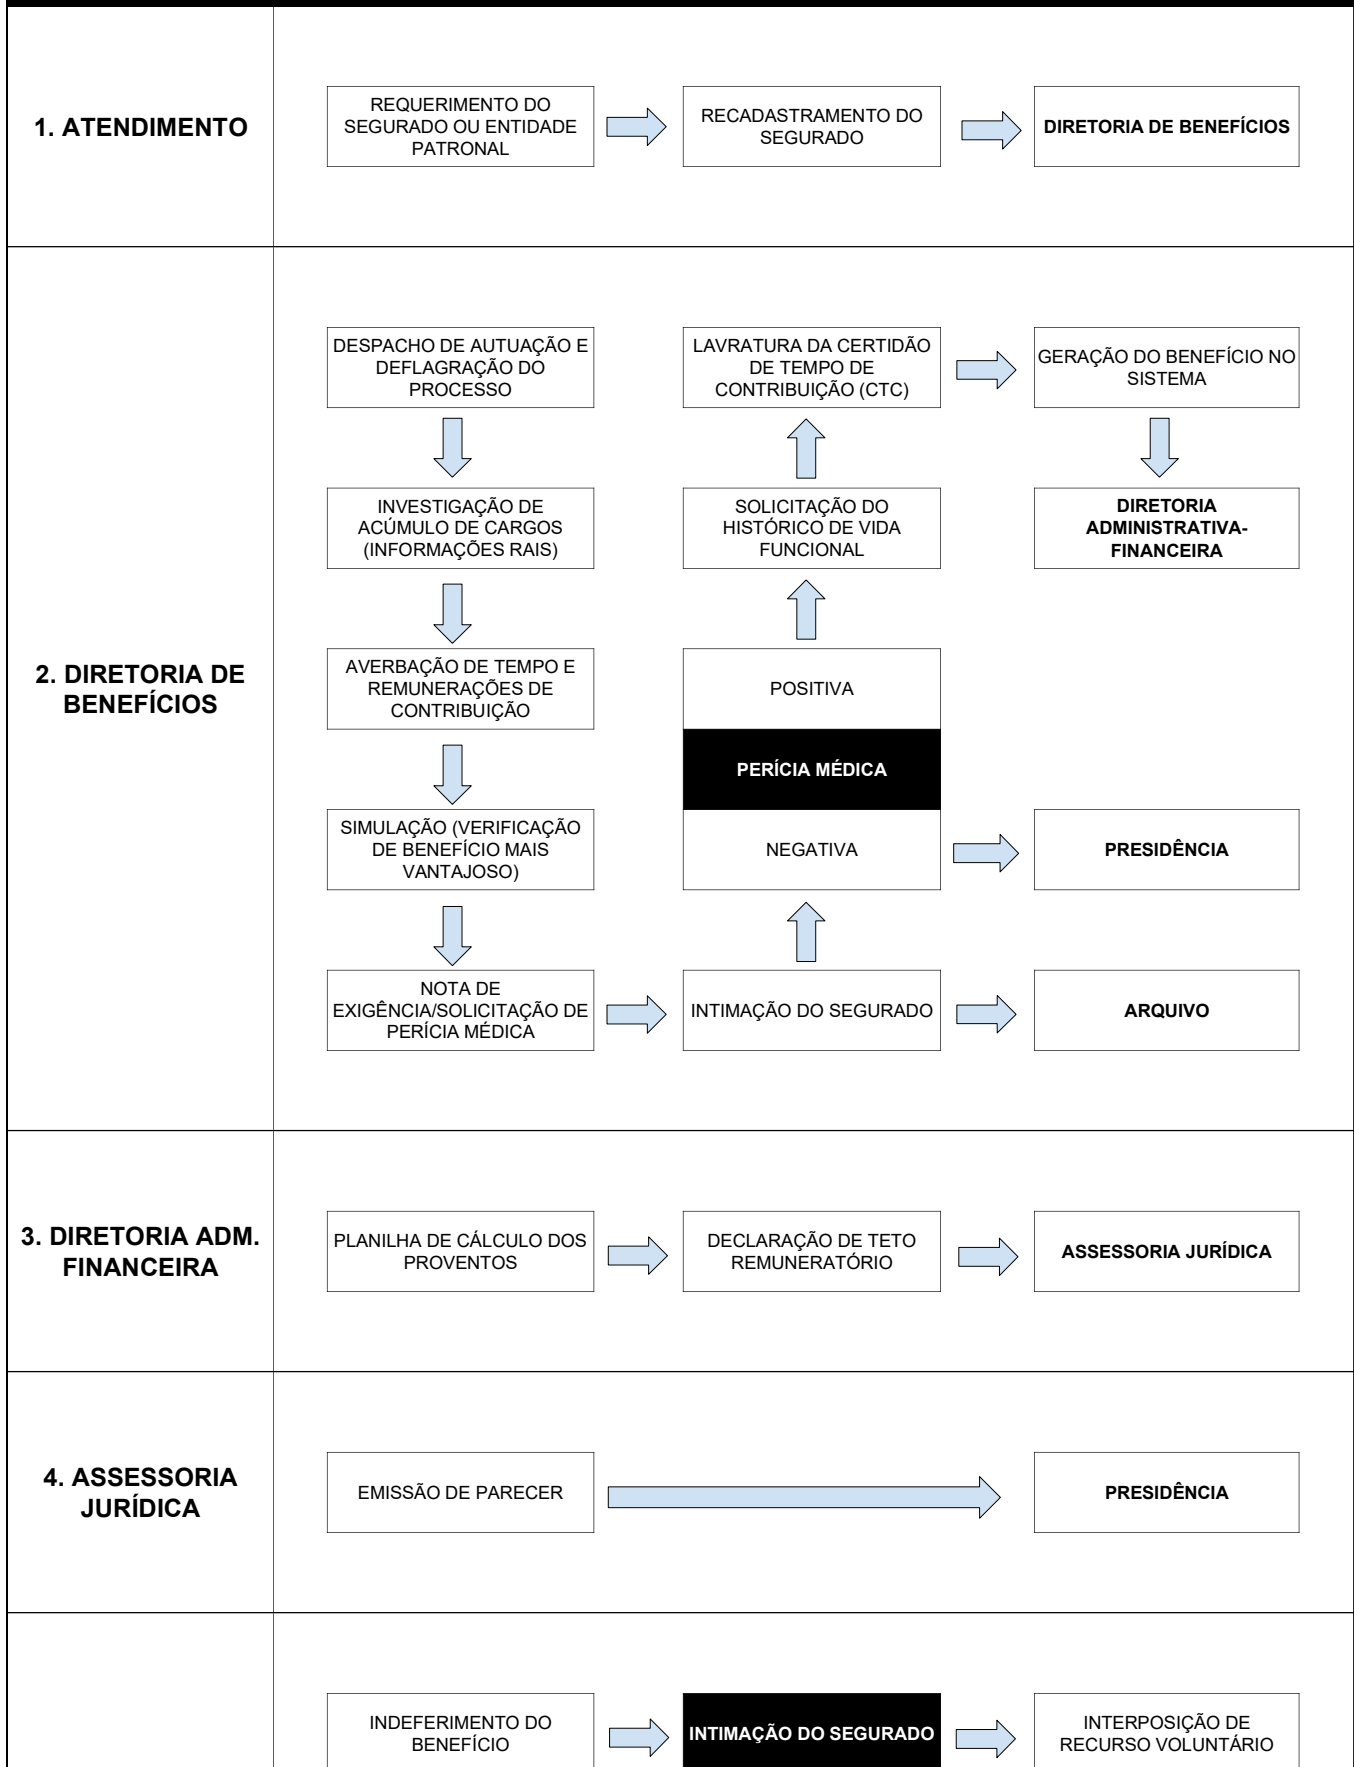 1. ATENDIMENTO
REQUERIMENTO DO
SEGURADO OU ENTIDADE
PATRONAL
RECADASTRAMENTO DO
SEGURADO
DIRETORIA DE BENEFÍCIOS
2. DIRETORIA DE
BENEFÍCIOS
DESPACHO DE AUTUAÇÃO E
DEFLAGRAÇÃO DO
PROCESSO
LAVRATURA DA CERTIDÃO
DE TEMPO DE
CONTRIBUIÇÃO (CTC)
GERAÇÃO DO BENEFÍCIO NO
SISTEMA
INVESTIGAÇÃO DE
ACÚMULO DE CARGOS
(INFORMAÇÕES RAIS)
SOLICITAÇÃO DO
HISTÓRICO DE VIDA
FUNCIONAL
DIRETORIA
ADMINISTRATIVA-
FINANCEIRA
AVERBAÇÃO DE TEMPO E
REMUNERAÇÕES DE
CONTRIBUIÇÃO
POSITIVA
PERÍCIA MÉDICA
SIMULAÇÃO (VERIFICAÇÃO
DE BENEFÍCIO MAIS
VANTAJOSO)
NEGATIVA
PRESIDÊNCIA
NOTA DE
EXIGÊNCIA/SOLICITAÇÃO DE
PERÍCIA MÉDICA
INTIMAÇÃO DO SEGURADO
ARQUIVO
3. DIRETORIA ADM.
FINANCEIRA
PLANILHA DE CÁLCULO DOS
PROVENTOS
DECLARAÇÃO DE TETO
REMUNERATÓRIO
ASSESSORIA JURÍDICA
4. ASSESSORIA
JURÍDICA
EMISSÃO DE PARECER
PRESIDÊNCIA
INDEFERIMENTO DO
BENEFÍCIO
INTIMAÇÃO DO SEGURADO
INTERPOSIÇÃO DE
RECURSO VOLUNTÁRIO